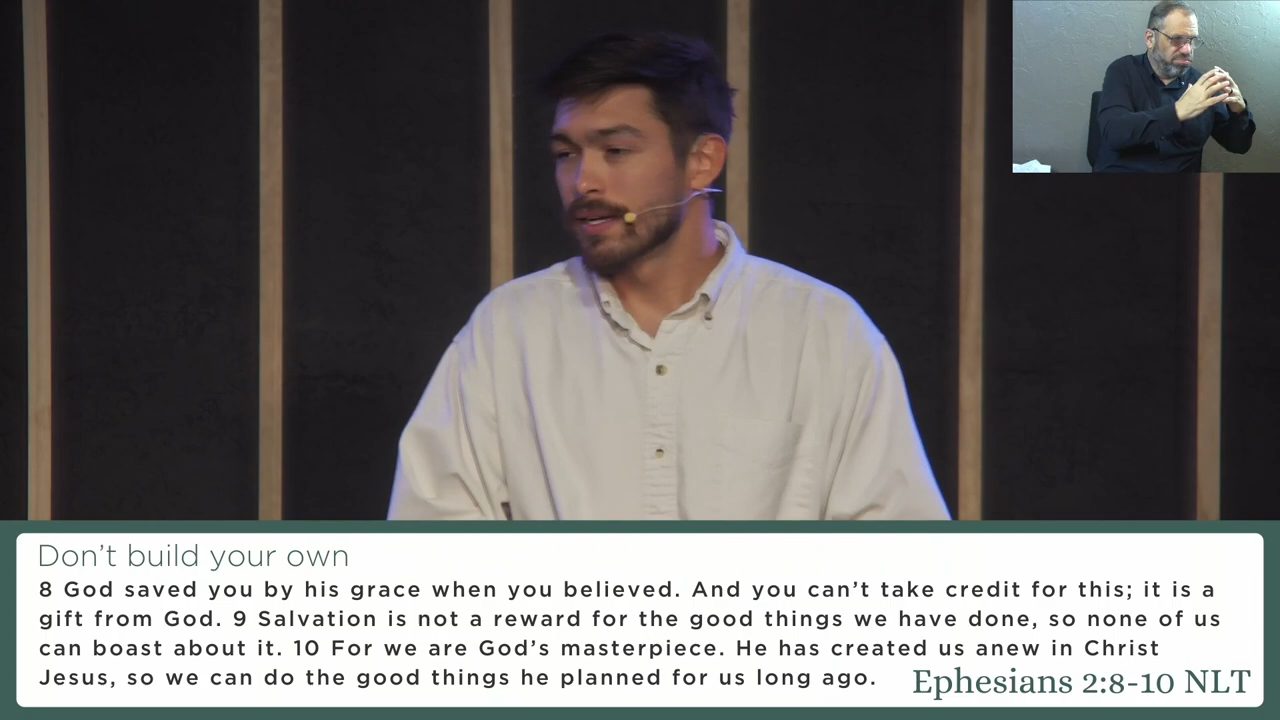 Don't build your own
8 God saved you by his grace when you believed. And you can't take credit for this; it is a
gift from God. 9 Salvation is not a reward for the good things we have done, so none of us
can boast about it. 10 For we are God's masterpiece. He has created us anew in Christ
Jesus, so we can do the good things he planned for us long ago.
Ephesians 2:8-10 NLT